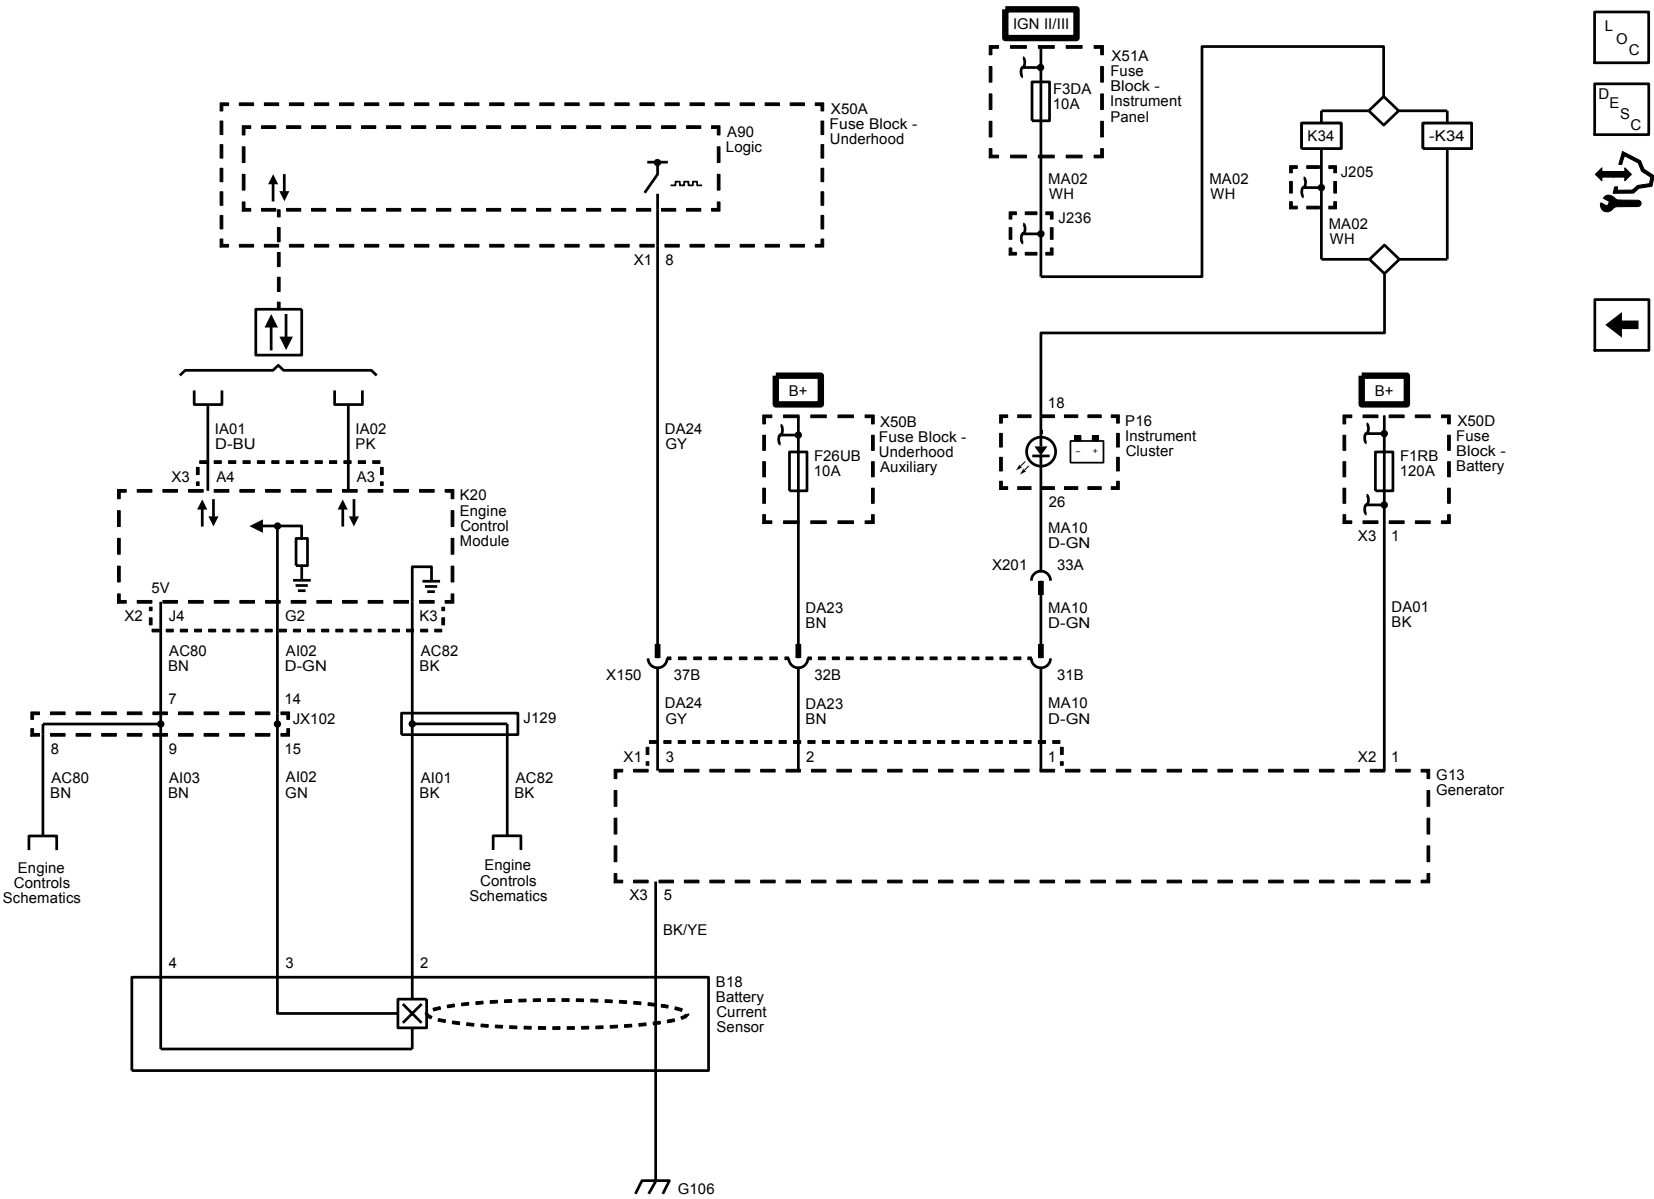 IGN II/III
L
O
C
X51A
Fuse
Block -
Instrument
Panel
F3DA
10A
D
E
S
C
X50A
Fuse Block -
Underhood
A90
Logic
K34
-K34
J205
MA02
WH
MA02
WH
J236
MA02
WH
X1 8
B+
B+
18
IA01
D-BU
IA02
PK
DA24
GY
X50B
Fuse Block -
Underhood
Auxiliary
F26UB
10A
P16
Instrument
Cluster
- +
X50D
Fuse
Block -
Battery
F1RB
120A
X3 A4 A3
K20
Engine
Control
Module
26
MA10
D-GN
X3 1
X201 33A
5V
X2 J4 G2 K3
DA23
BN
MA10
D-GN
DA01
BK
AC80
BN
AI02
D-GN
AC82
BK
X150 37B 32B 31B
7 14
JX102
J129
DA24
GY
DA23
BN
MA10
D-GN
8 9 15
X1 3 2 1
X2 1
AC80
BN
AI03
BN
AI02
GN
AI01
BK
AC82
BK
G13
Generator
Engine
Controls
Schematics
Engine
Controls
Schematics
X3 5
BK/YE
4 3 2
B18
Battery
Current
Sensor
G106